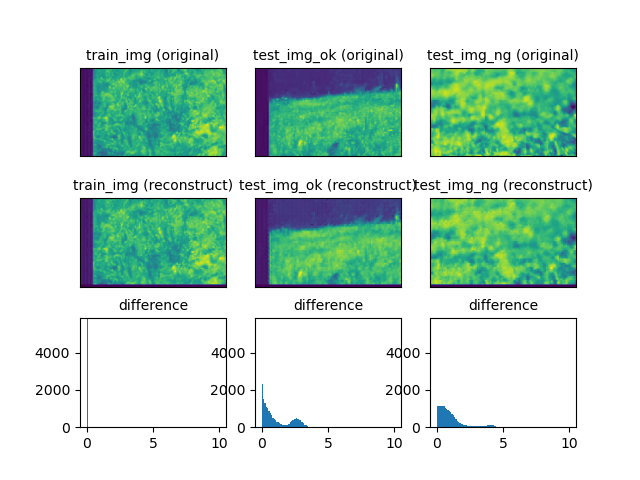 train_img (original) test_img_ok (original) test_img_ng (original)
train_img (reconstruct) test_img_ok (reconstruct) test_img_ng (reconstruct)
difference difference difference
4000 4000 4000
2000 2000 2000
0 0 0
0 5 10 0 5 10 0 5 10